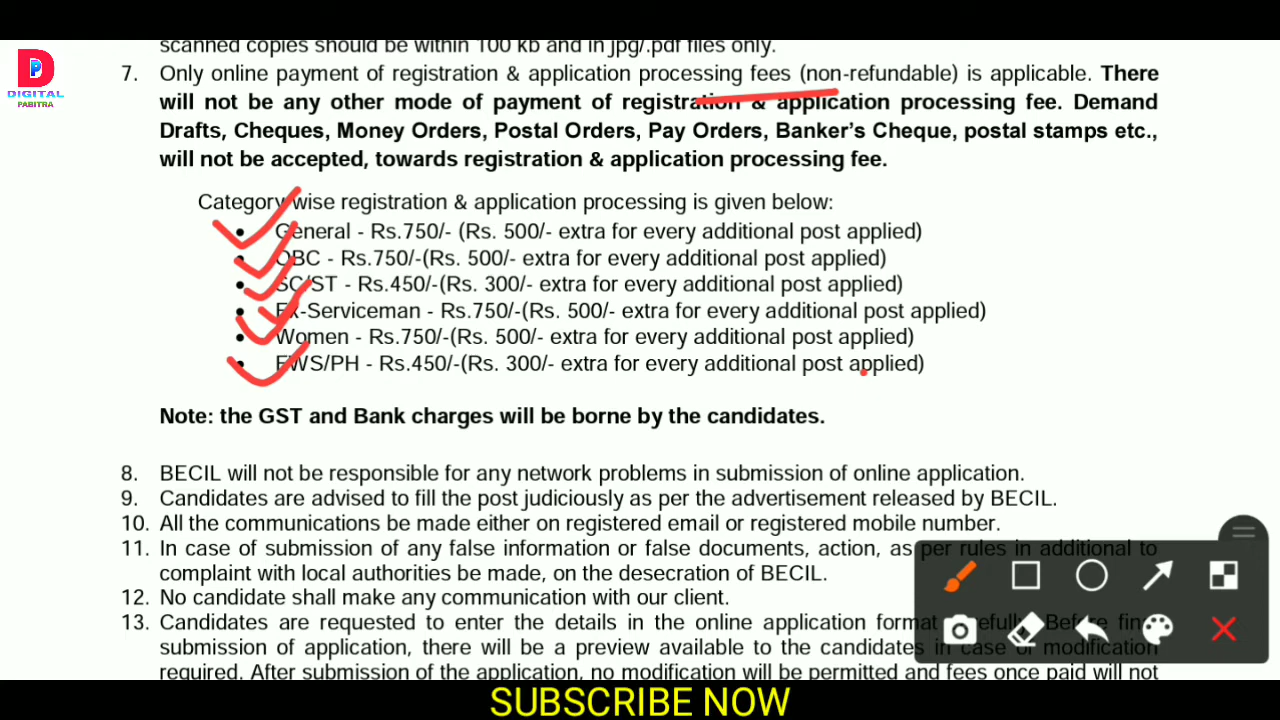 scanned copies should be within 100 kb and in jpg/.pdf files only.
D
P
DIGITAL
PABITRA
7. Only online payment of registration & application processing fees (non-refundable) is applicable. There
will not be any other mode of payment of registration & application processing fee. Demand
Drafts, Cheques, Money Orders, Postal Orders, Pay Orders, Banker's Cheque, postal stamps etc.,
will not be accepted, towards registration & application processing fee.
Category wise registration & application processing is given below:
• General - Rs.750/- (Rs. 500/- extra for every additional post applied)
• OBC - Rs.750/-(Rs. 500/- extra for every additional post applied)
• SC/ST - Rs.450/-(Rs. 300/- extra for every additional post applied)
• Ex-Serviceman - Rs.750/-(Rs. 500/- extra for every additional post applied)
• Women - Rs.750/-(Rs. 500/- extra for every additional post applied)
• EWS/PH - Rs.450/-(Rs. 300/- extra for every additional post applied)
Note: the GST and Bank charges will be borne by the candidates.
8. BECIL will not be responsible for any network problems in submission of online application.
9. Candidates are advised to fill the post judiciously as per the advertisement released by BECIL.
10. All the communications be made either on registered email or registered mobile number.
11. In case of submission of any false information or false documents, action, as per rules in additional to
complaint with local authorities be made, on the desecration of BECIL.
12. No candidate shall make any communication with our client.
13. Candidates are requested to enter the details in the online application format carefully. Before
submission of application, there will be a preview available to the candidates in case of modification
required. After submission of the application, no modification will be permitted and fees once paid will not
SUBSCRIBE NOW